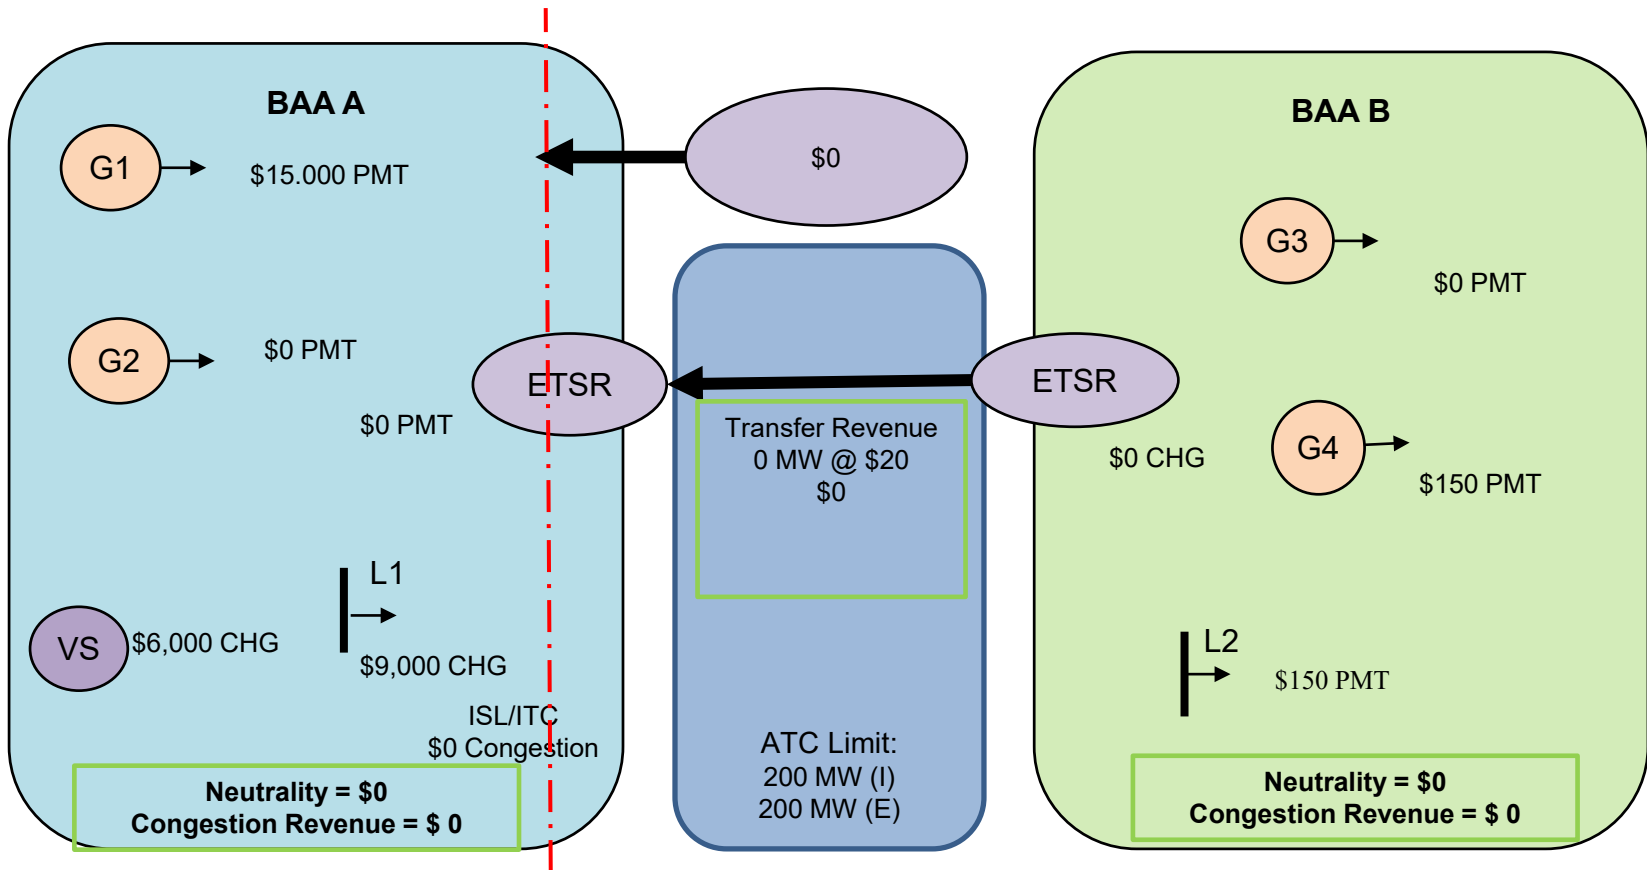 BAA A
G1
$15.000 PMT
G2
$0 PMT
ETSR
$0 PMT
VS
$6,000 CHG
L1
$9,000 CHG
ISL/ITC
$0 Congestion
Neutrality = $0
Congestion Revenue = $ 0
$0
Transfer Revenue
0 MW @ $20
$0
ATC Limit:
200 MW (I)
200 MW (E)
BAA B
G3
$0 PMT
ETSR
$0 CHG
G4
$150 PMT
L2
$150 PMT
Neutrality = $0
Congestion Revenue = $ 0